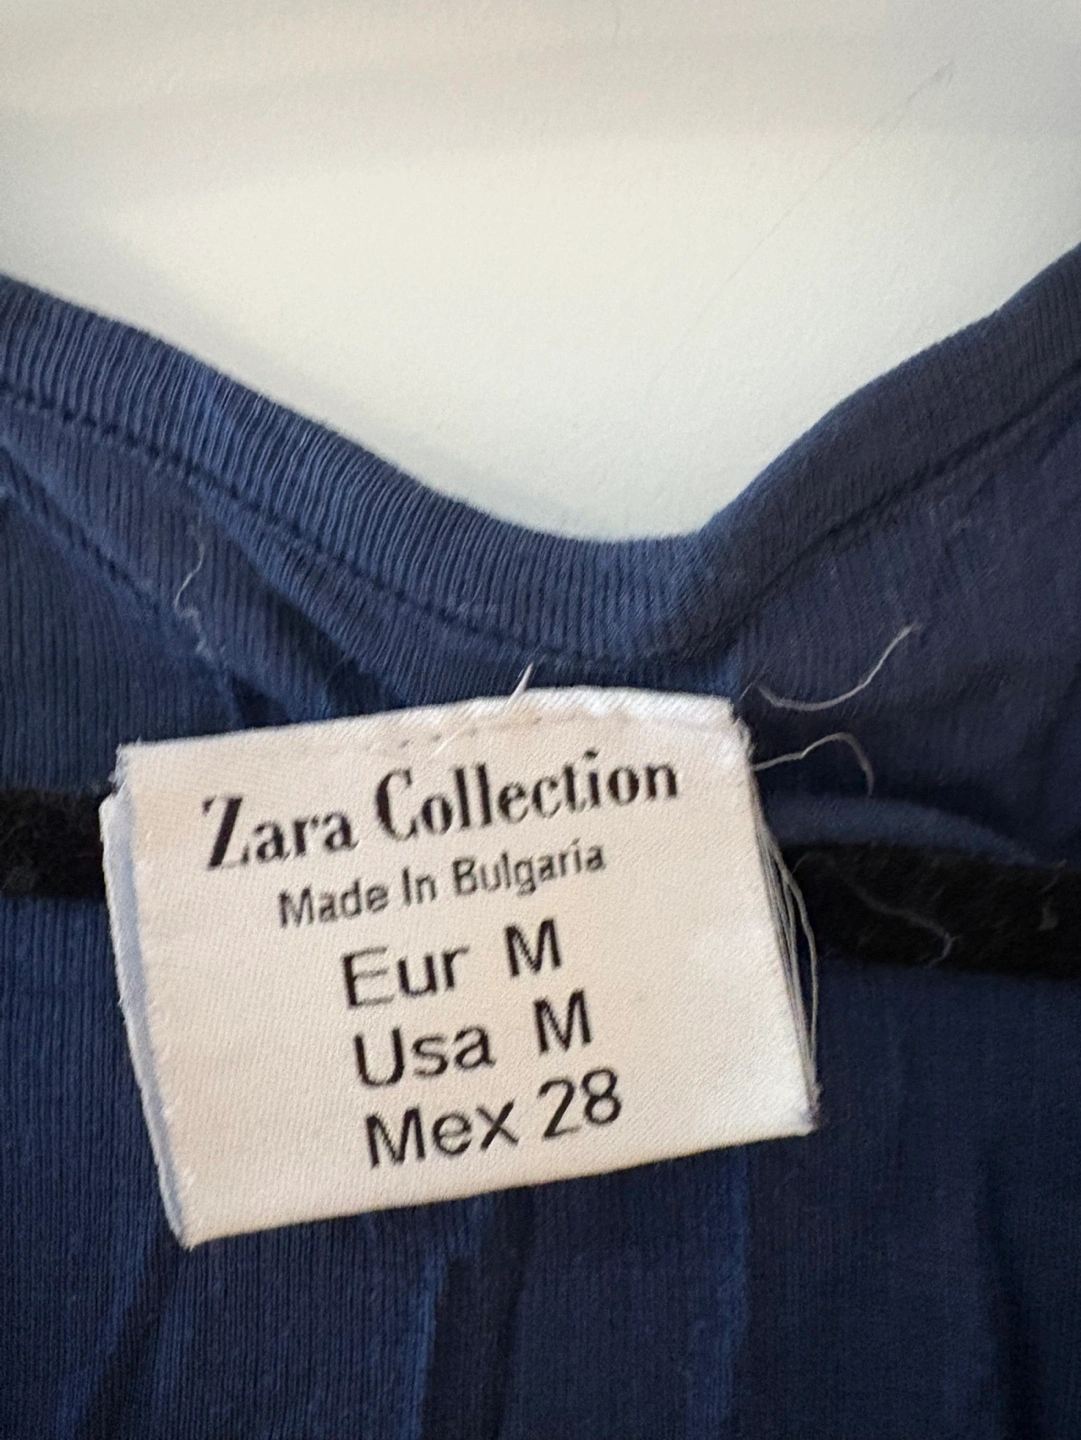 Zara Collection
Made In Bulgaria
Eur M
Usa M
Mex 28